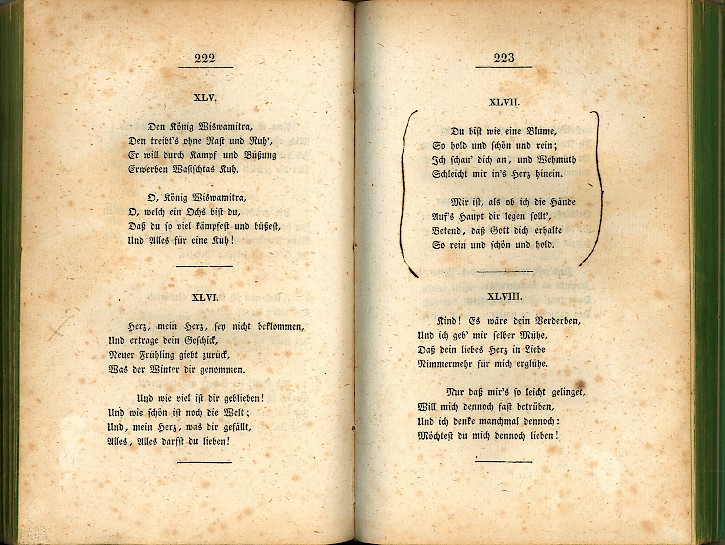 222
XLV.
Den König Wiswamitra,
Den treibt's ohne Rast und Ruh',
Er will durch Kampf und Büßung
Erwerben Wasischtas Kuh.
O, König Wiswamitra,
O, welch ein Ochs bist du,
Daß du so viel kämpfest und büßest,
Und Alles für eine Kuh!
XLVI.
Herz, mein Herz, sey nicht beklommen,
Und ertrage dein Geschick,
Neuer Frühling giebt zurück,
Was der Winter dir genommen.
Und wie viel ist dir geblieben!
Und wie schön ist noch die Welt;
Und, mein Herz, was dir gefällt,
Alles, Alles darfst du lieben!
223
XLVII.
Du bist wie eine Blume,
So hold und schön und rein;
Ich schau' dich an, und Wehmuth
Schleicht mir in's Herz hinein.
Mir ist, als ob ich die Hände
Auf's Haupt dir legen sollt',
Betend, daß Gott dich erhalte
So rein und schön und hold.
XLVIII.
Kind! Es wäre dein Verderben,
Und ich geb' mir selber Mühe,
Daß dein liebes Herz in Liebe
Nimmermehr für mich erglühe.
Nur daß mir's so leicht gelinget,
Will mich dennoch fast betrüben,
Und ich denke manchmal dennoch:
Möchtest du mich dennoch lieben!